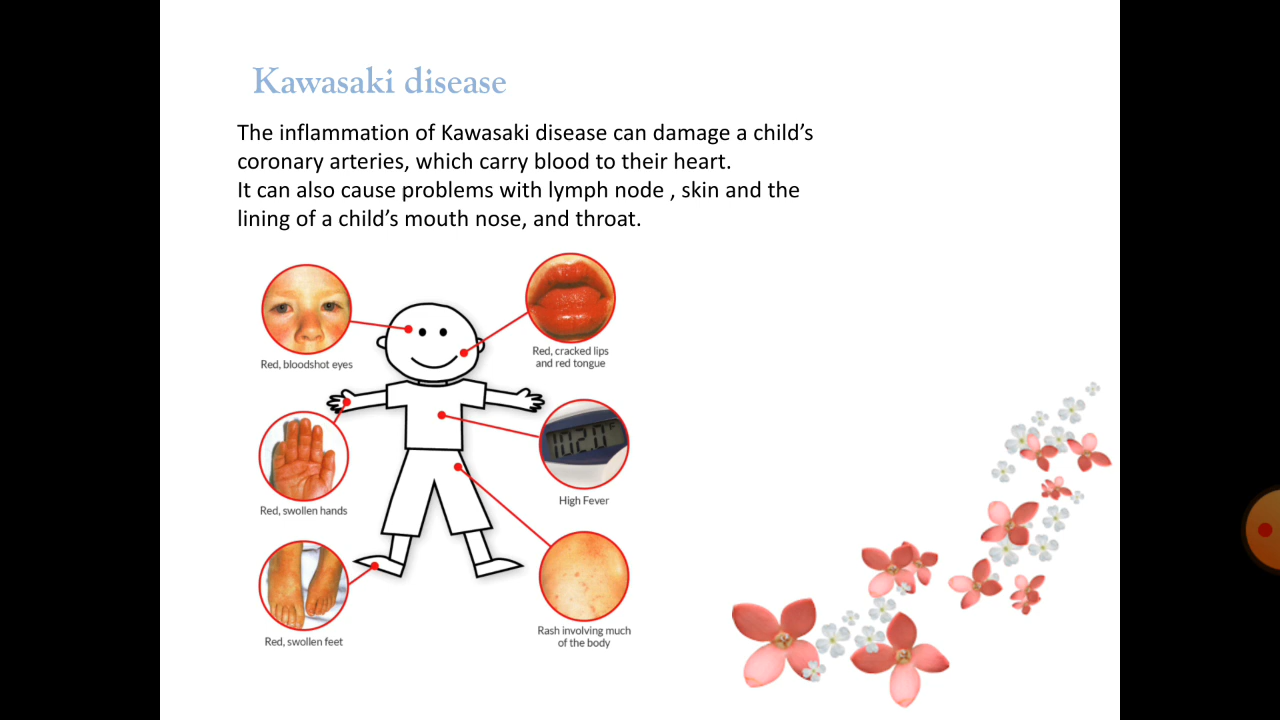 Kawasaki disease
The inflammation of Kawasaki disease can damage a child’s
coronary arteries, which carry blood to their heart.
It can also cause problems with lymph node , skin and the
lining of a child’s mouth nose, and throat.
Red, bloodshot eyes
Red, cracked lips
and red tongue
102.0°F
Red, swollen hands
High Fever
Red, swollen feet
Rash involving much
of the body